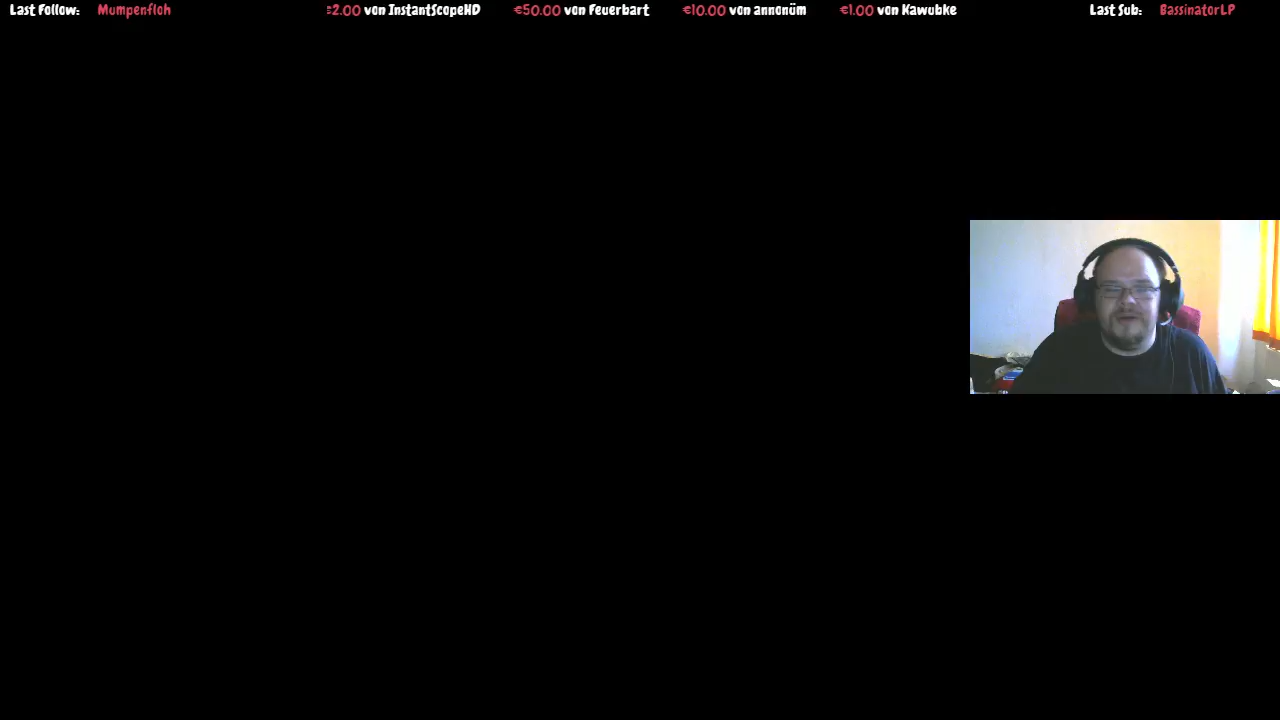 Last Follow: Mumpenfloh €2.00 von InstantScopeHD €50.00 von Feuerbart €10.00 von annonüm €1.00 von Kawubke Last Sub: BassinatorLP